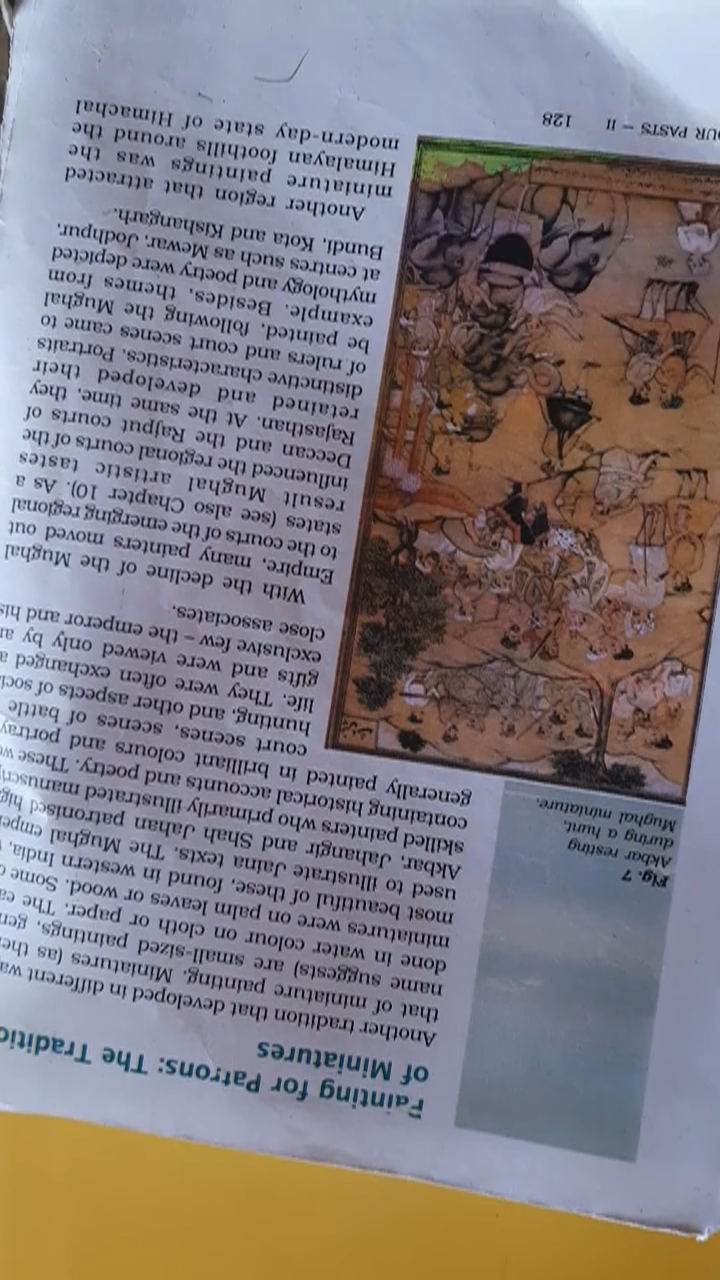 Painting for Patrons: The Traditio
of Miniatures
Another tradition that developed in different wa
that of miniature painting. Miniatures (as their
name suggests) are small-sized paintings, gen
done in water colour on cloth or paper. The ea
miniatures were on palm leaves or wood. Some o
most beautiful of these, found in western India,
used to illustrate Jaina texts. The Mughal emper
Akbar, Jahangir and Shah Jahan patronised hig
skilled painters who primarily illustrated manuscri
containing historical accounts and poetry. These we
generally painted in brilliant colours and portray
court scenes, scenes of battle
hunting, and other aspects of soci
life. They were often exchanged a
gifts and were viewed only by an
exclusive few – the emperor and his
close associates.
With the decline of the Mughal
Empire, many painters moved out
to the courts of the emerging regional
states (see also Chapter 10). As a
result Mughal artistic tastes
influenced the regional courts of the
Deccan and the Rajput courts of
Rajasthan. At the same time, they
retained and developed their
distinctive characteristics. Portraits
of rulers and court scenes came to
be painted, following the Mughal
example. Besides, themes from
mythology and poetry were depicted
at centres such as Mewar, Jodhpur,
Bundi, Kota and Kishangarh.
Another region that attracted
miniature paintings was the
Himalayan foothills around the
modern-day state of Himachal
Fig. 7
Akbar resting
during a hunt,
Mughal miniature.
OUR PASTS – II 128